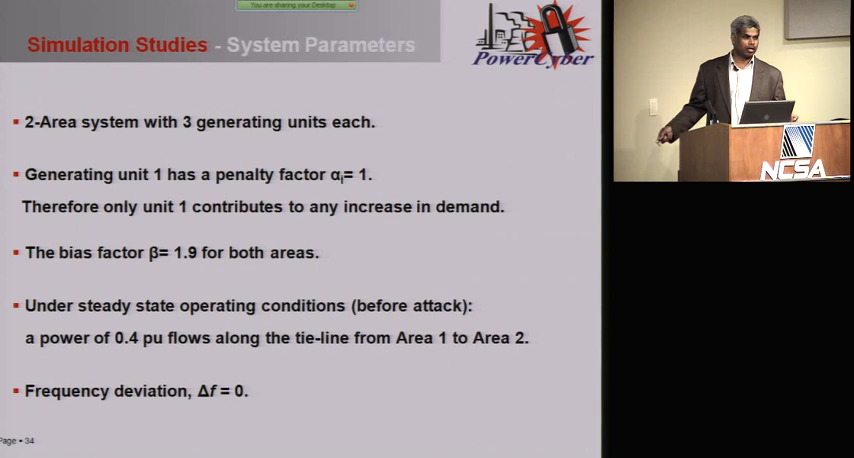 You are sharing your Desktop
Simulation Studies - System Parameters
PowerCyber
▪ 2-Area system with 3 generating units each.
▪ Generating unit 1 has a penalty factor αi= 1.
Therefore only unit 1 contributes to any increase in demand.
▪ The bias factor β= 1.9 for both areas.
▪ Under steady state operating conditions (before attack):
a power of 0.4 pu flows along the tie-line from Area 1 to Area 2.
▪ Frequency deviation, Δf = 0.
Page ▪ 34
NCSA